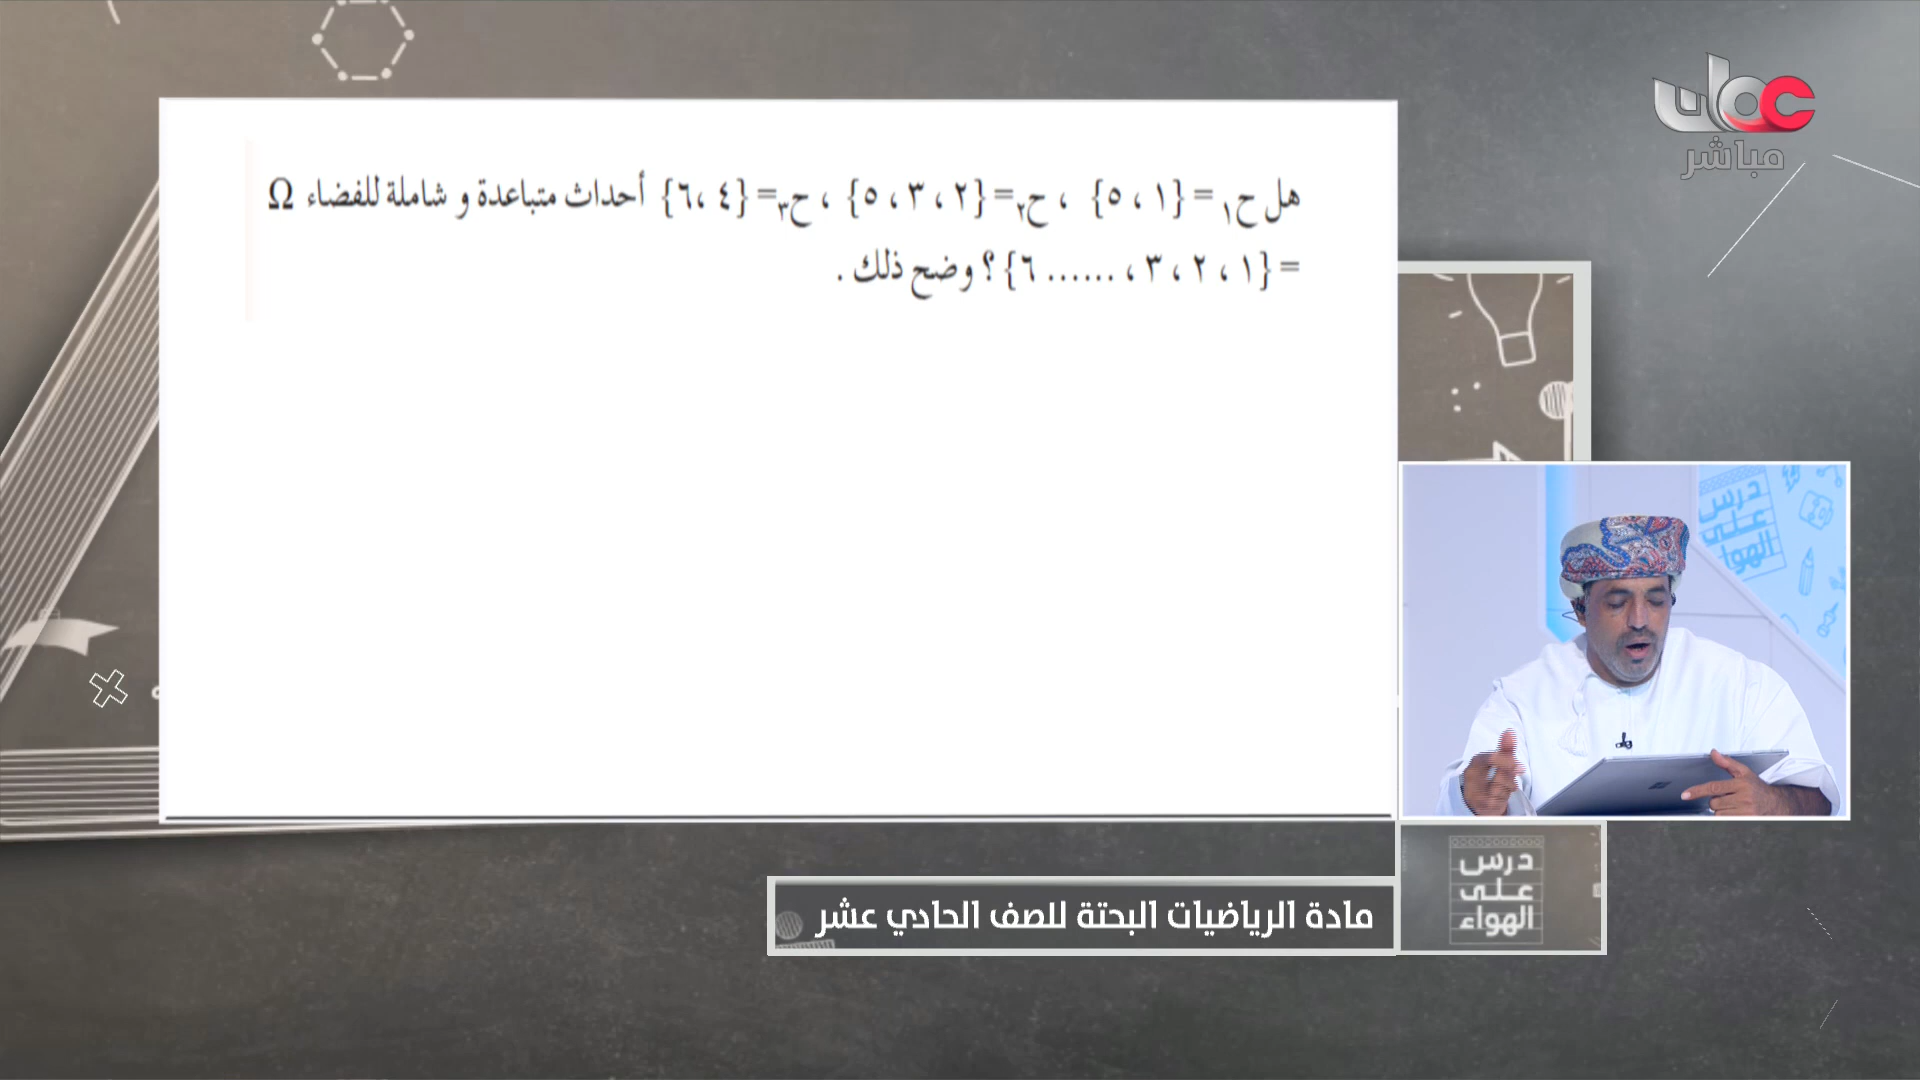 عمان
مباشر
هل ح١ = {١ ، ٥} ، ح٢ = {٢ ، ٣ ، ٥} ، ح٣ = {٤ ،٦} أحداث متباعدة و شاملة للفضاء Ω
= {١ ، ٢ ، ٣ ، ...... ٦} ؟ وضح ذلك .
درس
على
الهواء
مادة الرياضيات البحتة للصف الحادي عشر
درس
على
الهواء